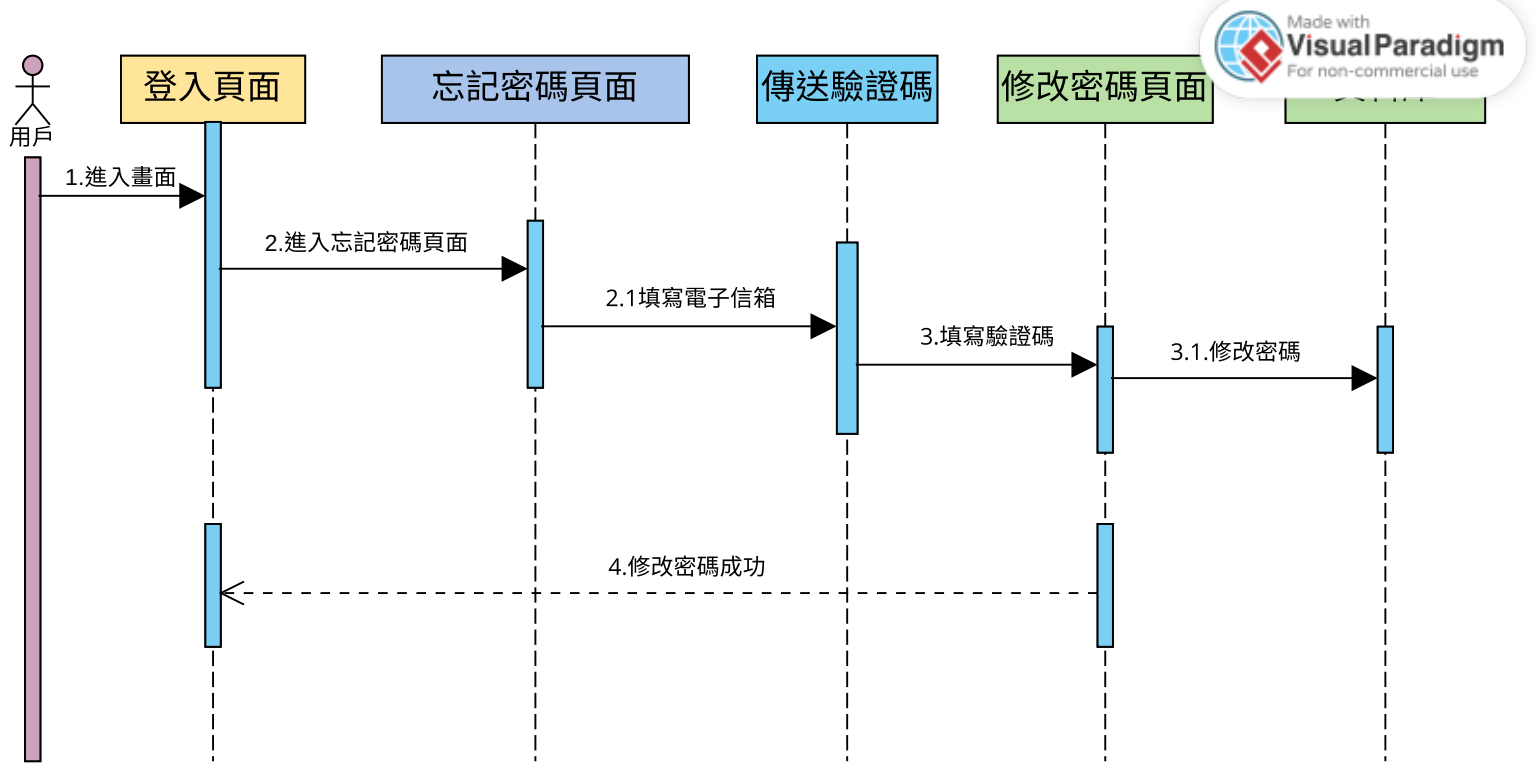 Made with
Visual Paradigm
For non-commercial use
登入頁面
忘記密碼頁面
傳送驗證碼
修改密碼頁面
用戶
1.進入畫面
2.進入忘記密碼頁面
2.1填寫電子信箱
3.填寫驗證碼
3.1.修改密碼
4.修改密碼成功